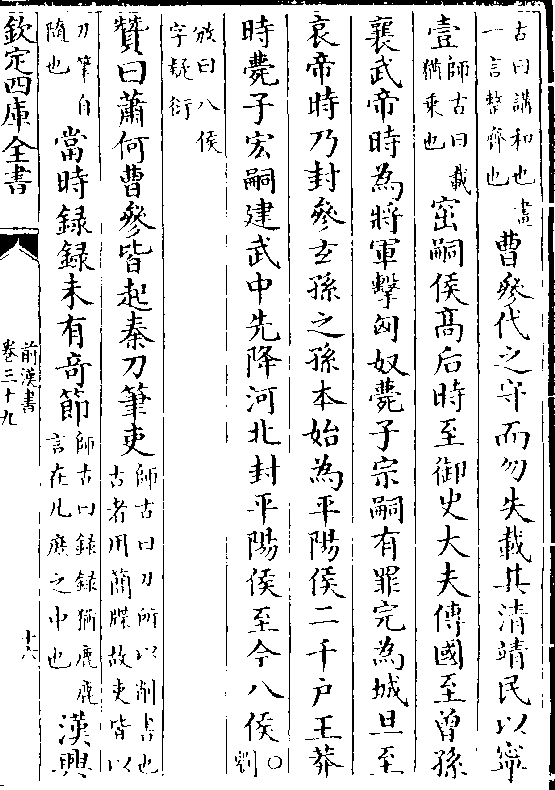 古曰講和也畫
一言整齊也
曹參代之守而勿失載其清靖民以寧
壹
師古曰載
猶乘也
窋嗣侯髙后時至御史大夫傳國至曾孫
襄武帝時為將軍擊匈奴薨子宗嗣有罪完為城旦至
哀帝時乃封參玄孫之孫本始為平陽侯二千户王莽
時薨子宏嗣建武中先降河北封平陽侯至今八侯
○劉
攽曰八侯
字疑衍
贊曰蕭何曹參皆起秦刀筆吏
師古曰刀所以削書也
古者用簡牒故吏皆以
刀筆自
隨也
當時録録未有竒節
師古曰録録猶鹿鹿
言在凡庶之中也
漢興
欽定四庫全書
前漢書
卷三十九
十六